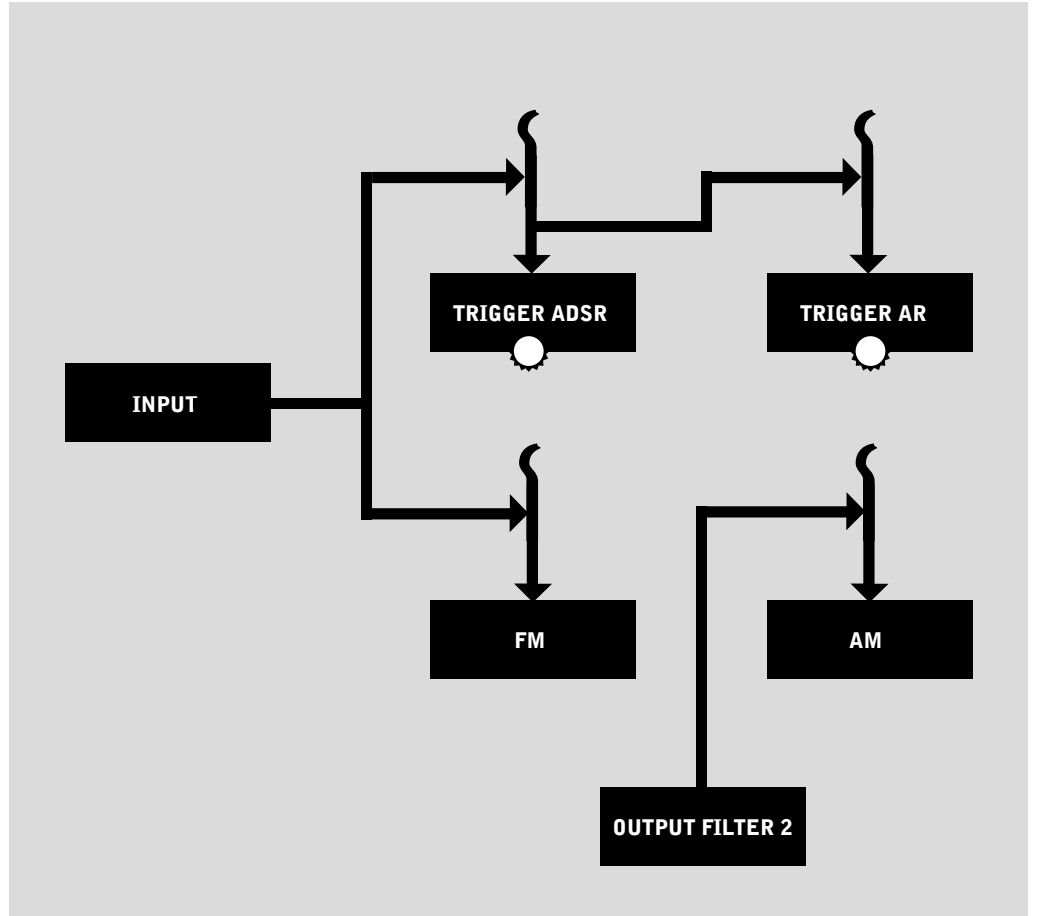 TRIGGER ADSR
TRIGGER AR
INPUT
FM
AM
OUTPUT FILTER 2